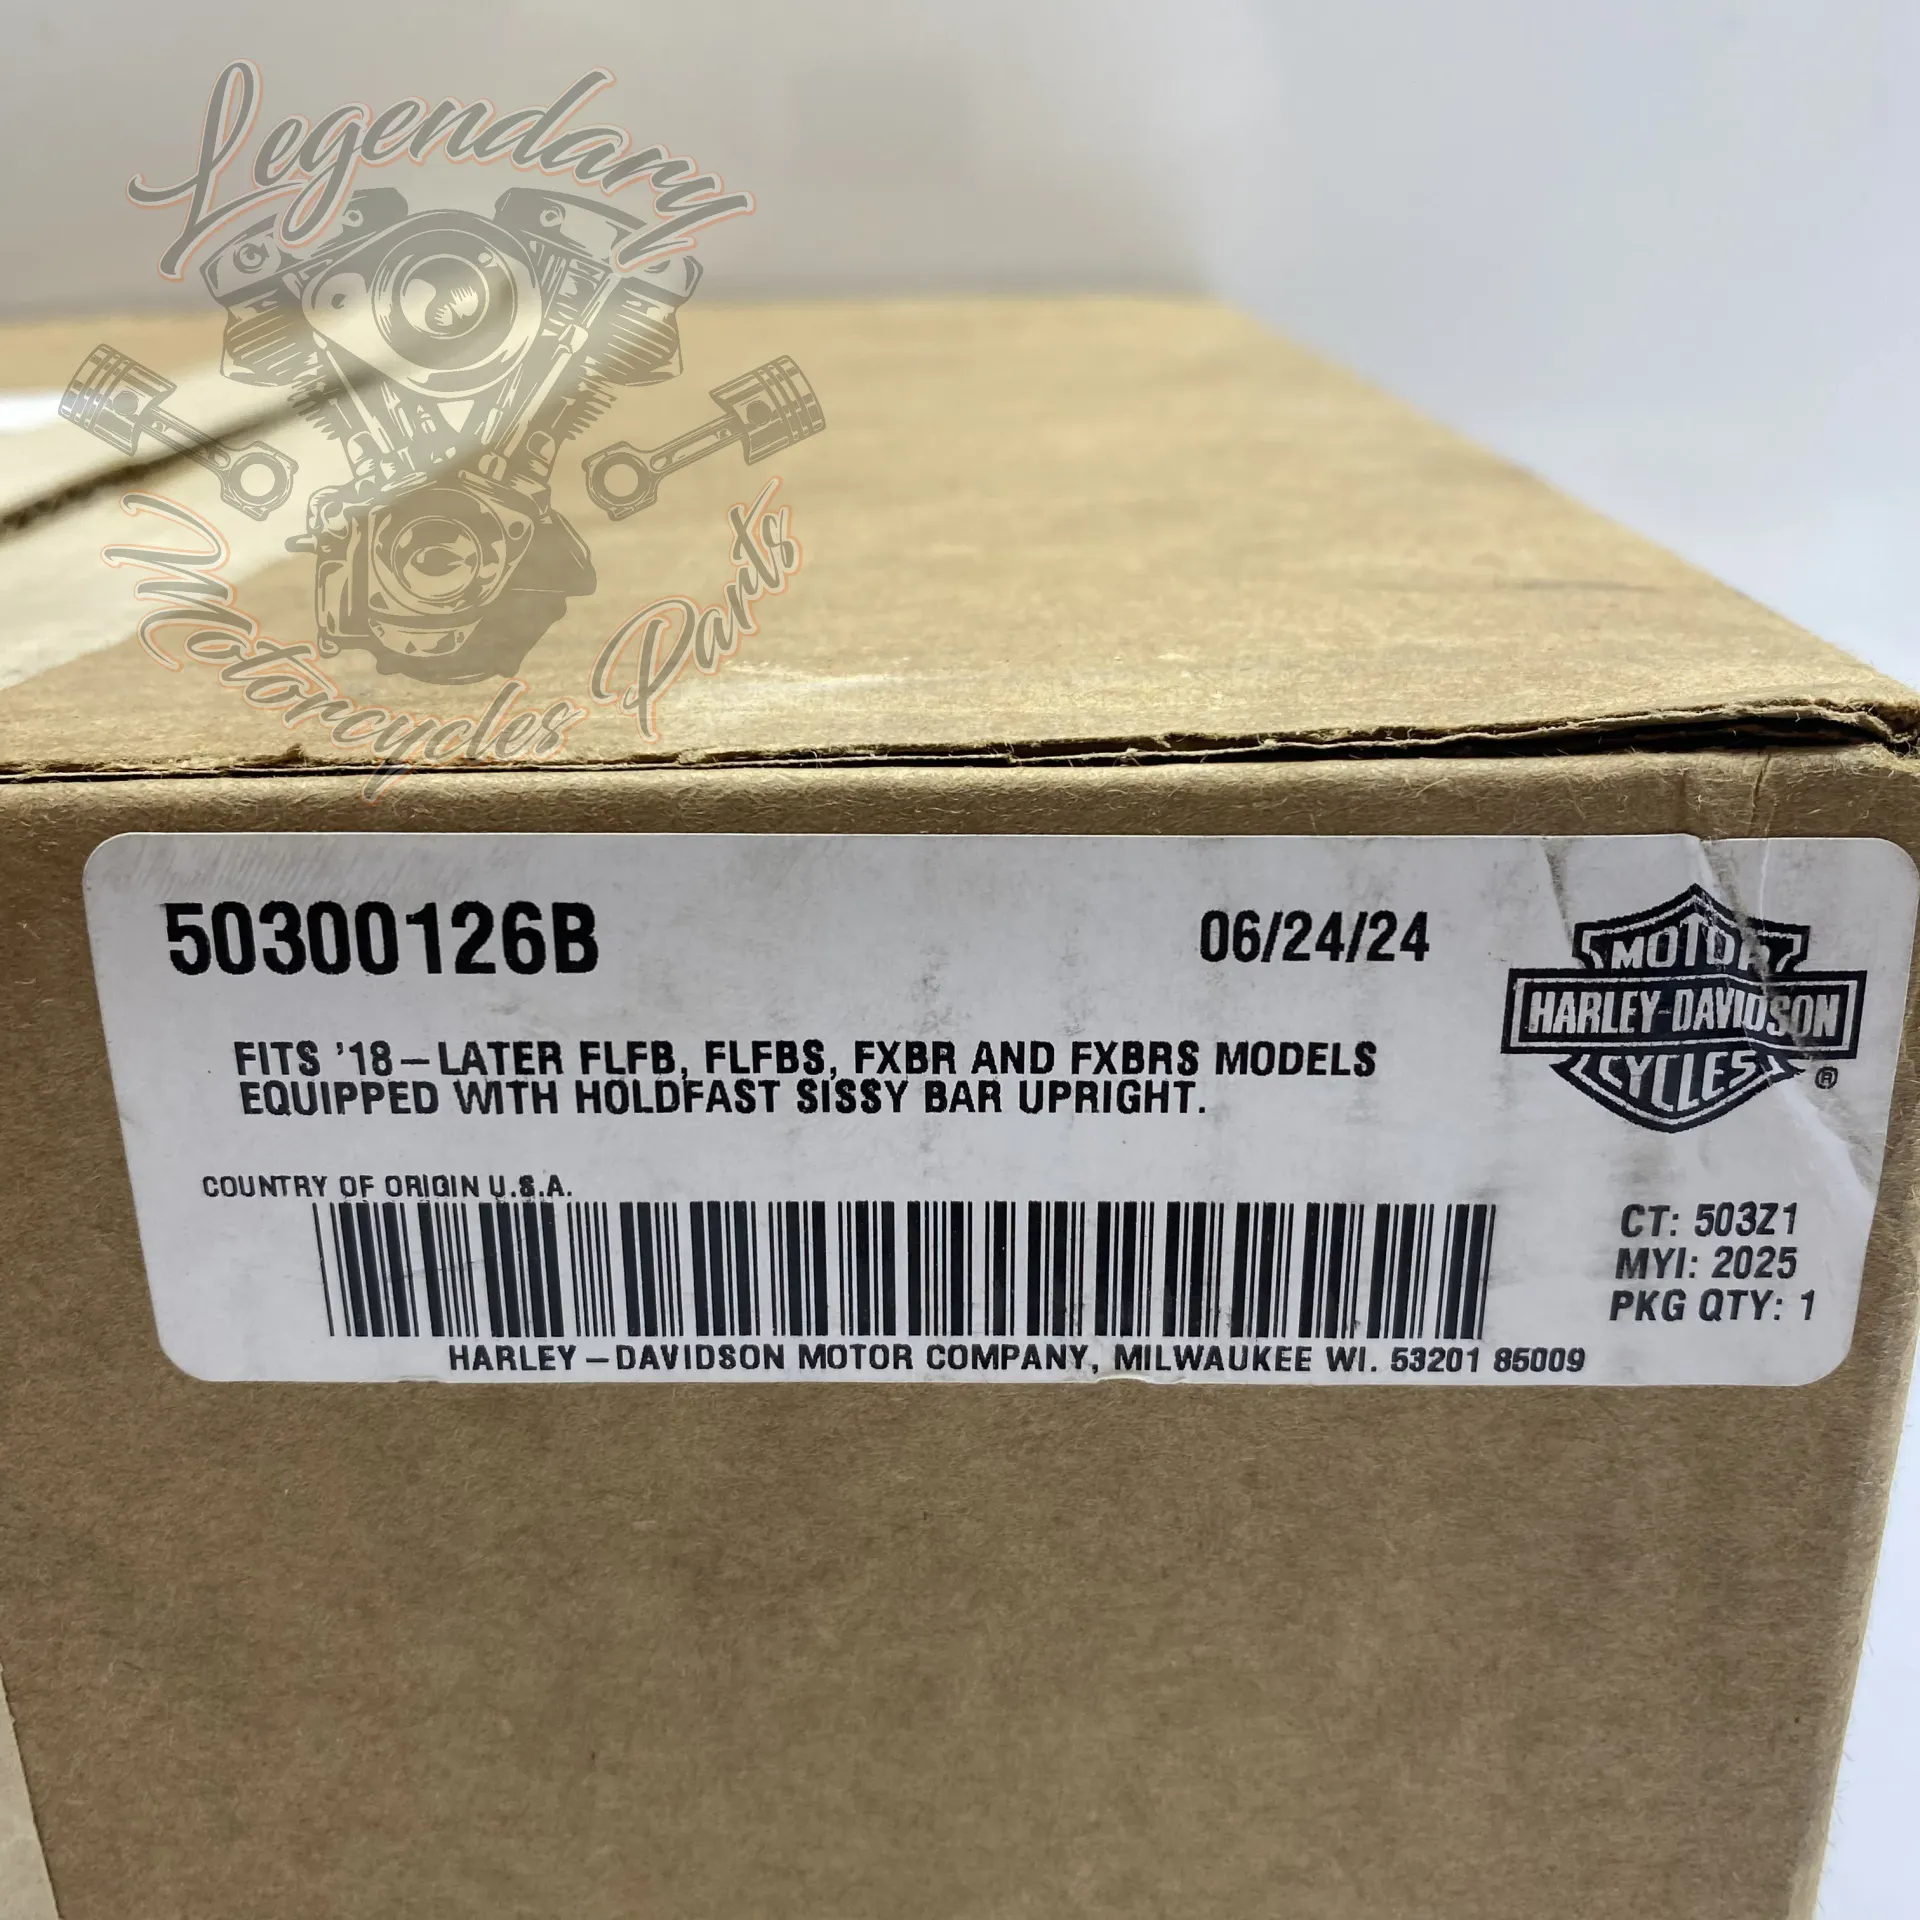 Legendary
Motorcycles Parts
50300126B
06/24/24
MOTOR
HARLEY-DAVIDSON
CYCLES
®
FITS '18-LATER FLFB, FLFBS, FXBR AND FXBRS MODELS
EQUIPPED WITH HOLDFAST SISSY BAR UPRIGHT.
COUNTRY OF ORIGIN U.S.A.
CT: 503Z1
MYI: 2025
PKG QTY: 1
HARLEY-DAVIDSON MOTOR COMPANY, MILWAUKEE WI. 53201 85009